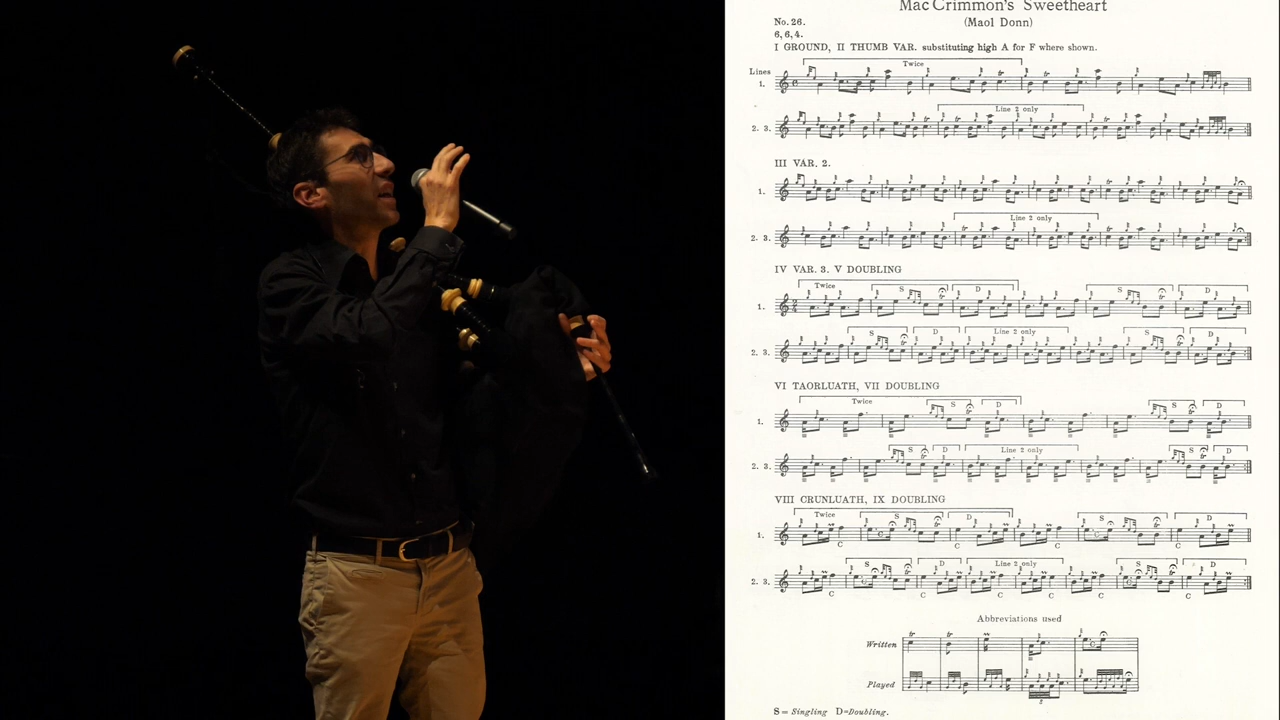 Mac Crimmon's Sweetheart
(Maol Donn)
No. 26.
6, 6, 4.
I GROUND, II THUMB VAR. substituting high A for F where shown.
Twice
Lines
1.
Line 2 only
2. 3.
III VAR. 2.
1.
Line 2 only
2. 3.
IV VAR. 3. V DOUBLING
Twice S D S D
1.
S D Line 2 only S D
2. 3.
VI TAORLUATH, VII DOUBLING
Twice S D S D
1.
S D Line 2 only S D
2. 3.
VIII CRUNLUATH, IX DOUBLING
Twice S D S D
1.
C C C C
S D Line 2 only S D
2. 3.
C C C C C C
Abbreviations used
Written
Played
S = Singling D=Doubling.